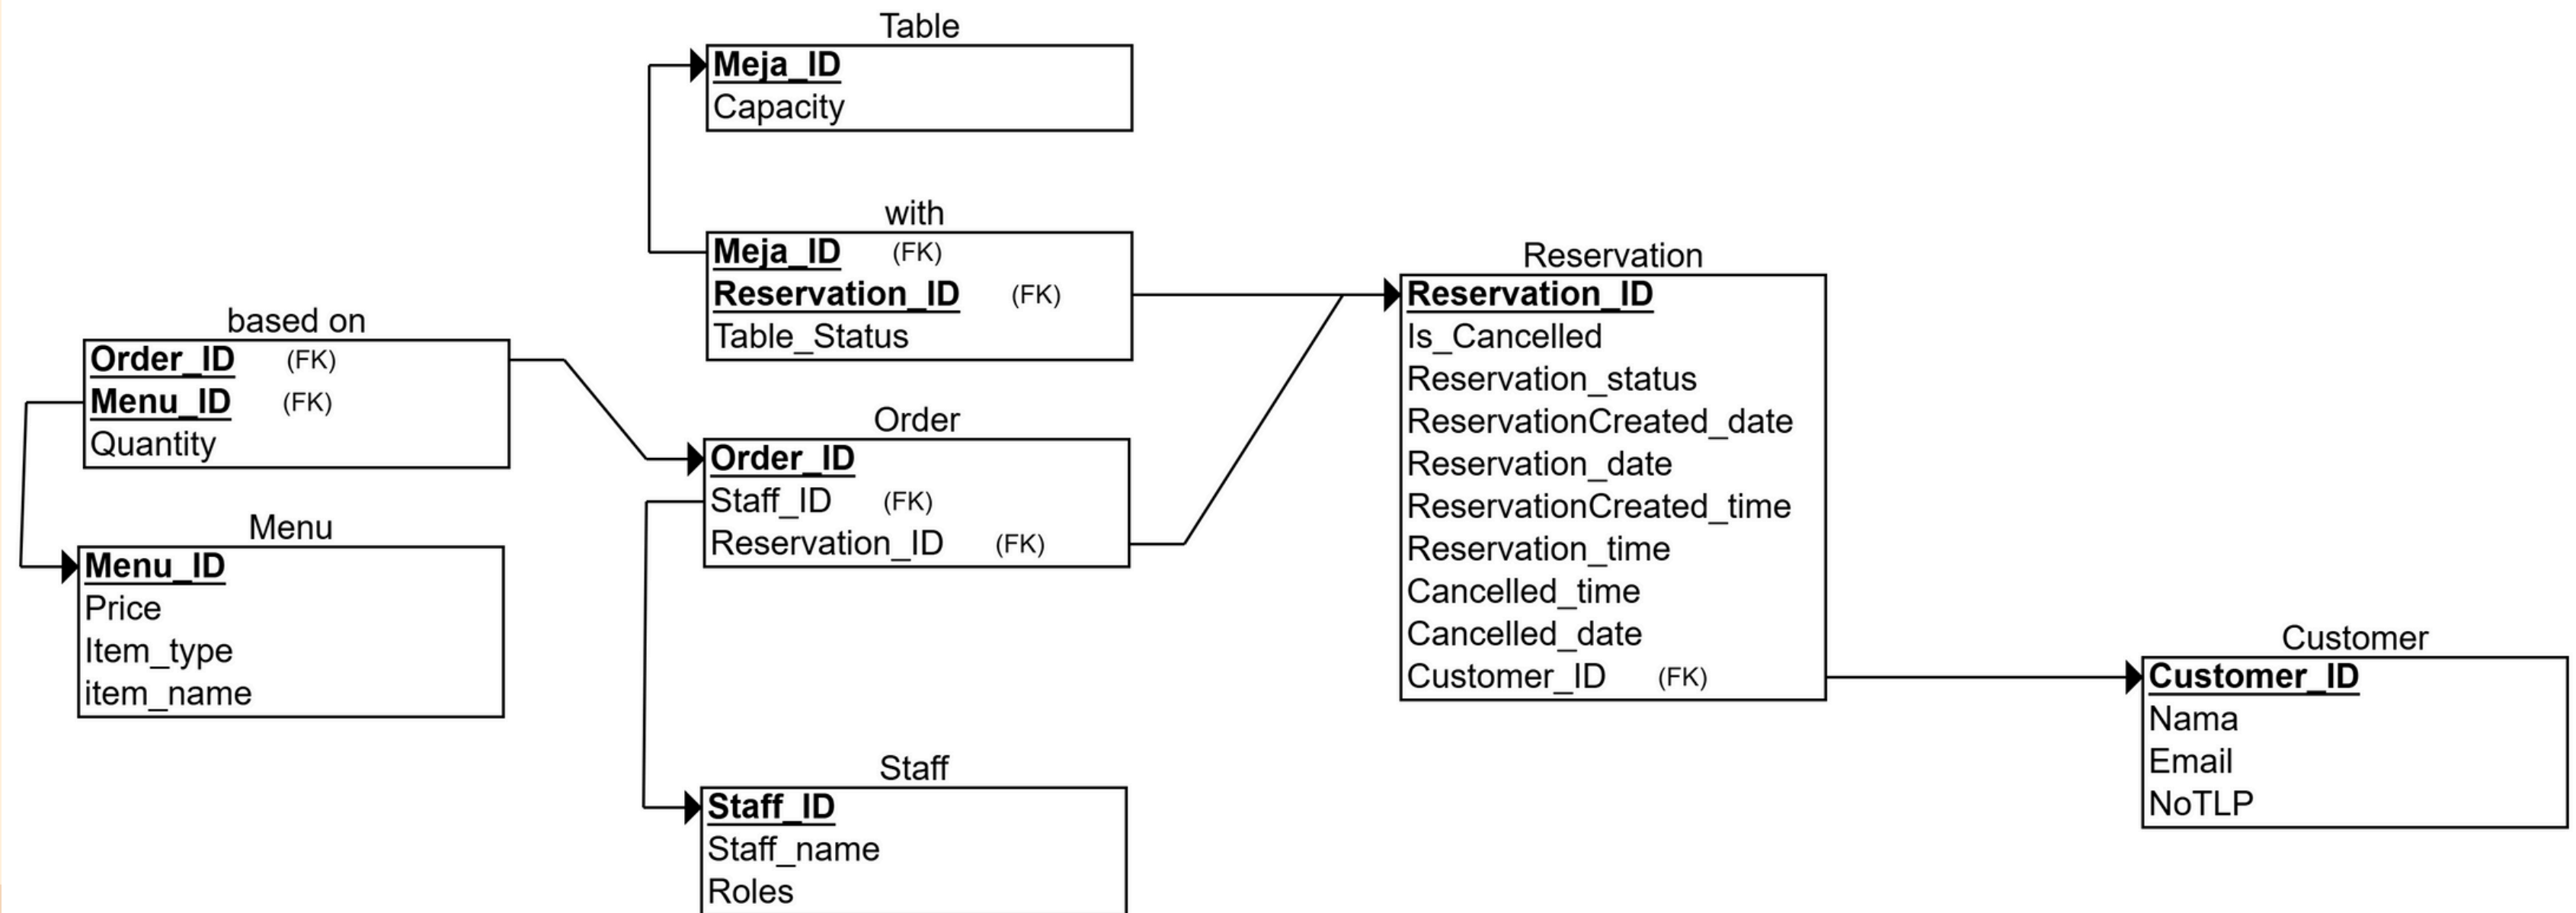 Table
Meja_ID
Capacity
with
Meja_ID (FK)
Reservation_ID (FK)
Table_Status
based on
Order_ID (FK)
Menu_ID (FK)
Quantity
Menu
Menu_ID
Price
Item_type
item_name
Order
Order_ID
Staff_ID (FK)
Reservation_ID (FK)
Staff
Staff_ID
Staff_name
Roles
Reservation
Reservation_ID
Is_Cancelled
Reservation_status
ReservationCreated_date
Reservation_date
ReservationCreated_time
Reservation_time
Cancelled_time
Cancelled_date
Customer_ID (FK)
Customer
Customer_ID
Nama
Email
NoTLP